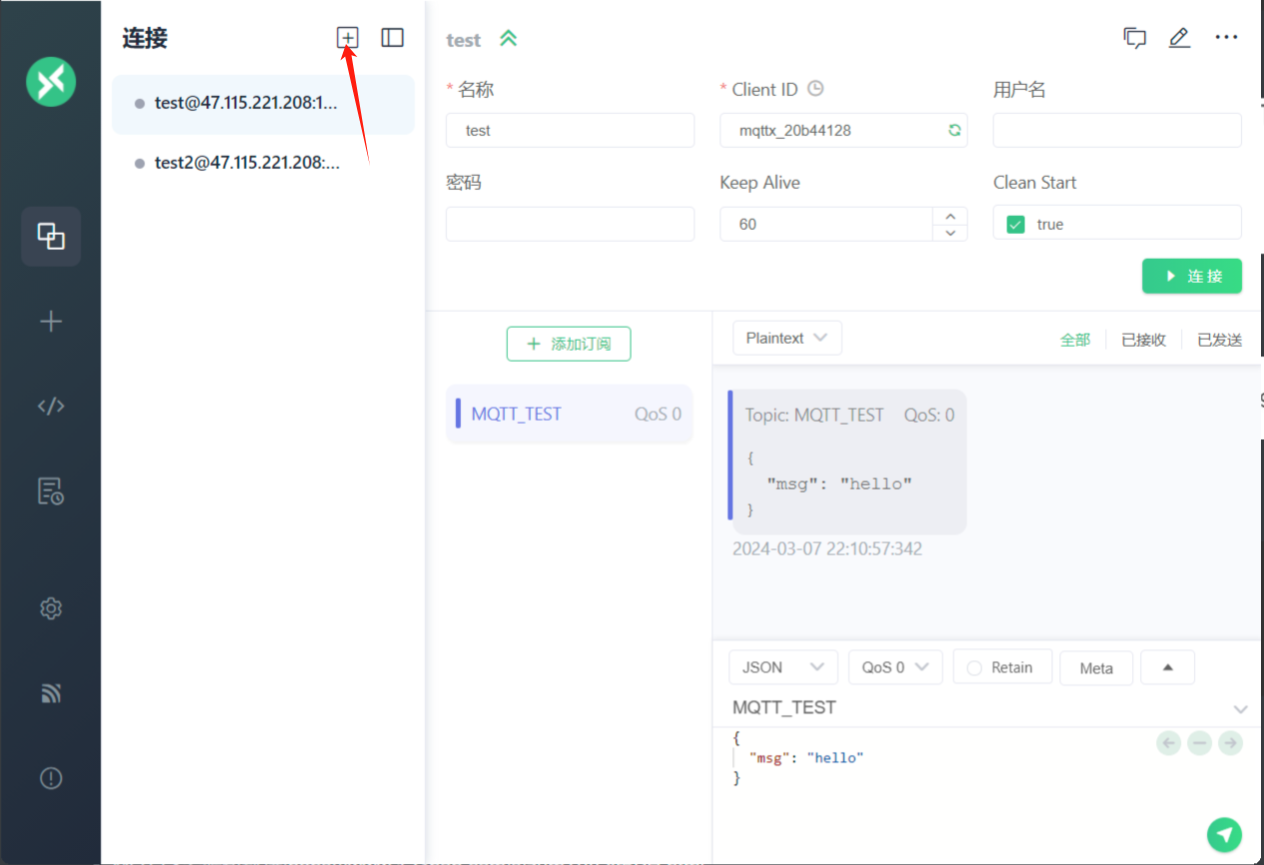 连接
test@47.115.221.208:1...
test2@47.115.221.208:...
test
* 名称
* Client ID
用户名
test
mqttx_20b44128
密码
Keep Alive
Clean Start
60
true
连 接
+ 添加订阅
MQTT_TEST QoS 0
Plaintext
全部 已接收 已发送
Topic: MQTT_TEST QoS: 0
{
"msg": "hello"
}
2024-03-07 22:10:57:342
JSON QoS 0 Retain Meta
MQTT_TEST
{
"msg": "hello"
}